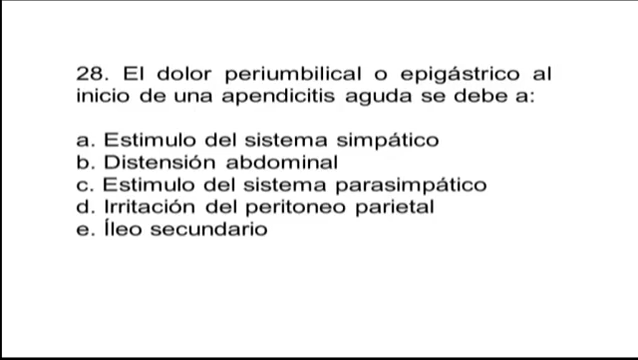 28. El dolor periumbilical o epigástrico al
inicio de una apendicitis aguda se debe a:
a. Estimulo del sistema simpático
b. Distensión abdominal
c. Estimulo del sistema parasimpático
d. Irritación del peritoneo parietal
e. Íleo secundario